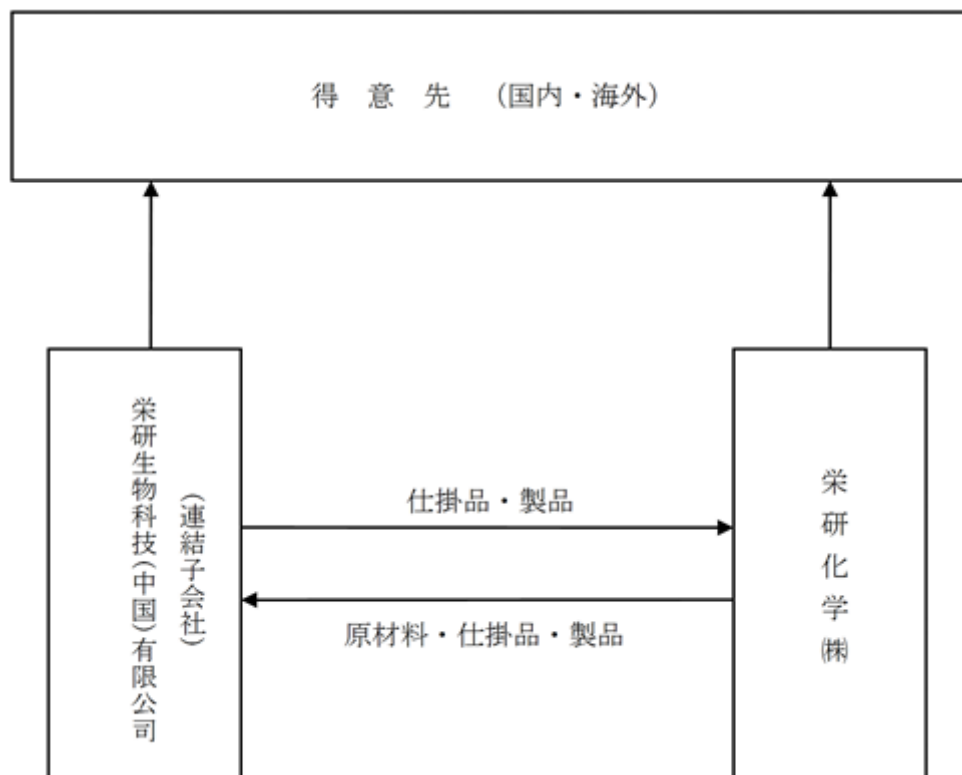 得 意 先 （国内・海外）
（連結子会社）
栄研生物科技（中国）有限公司
仕掛品・製品
原材料・仕掛品・製品
栄研化学㈱